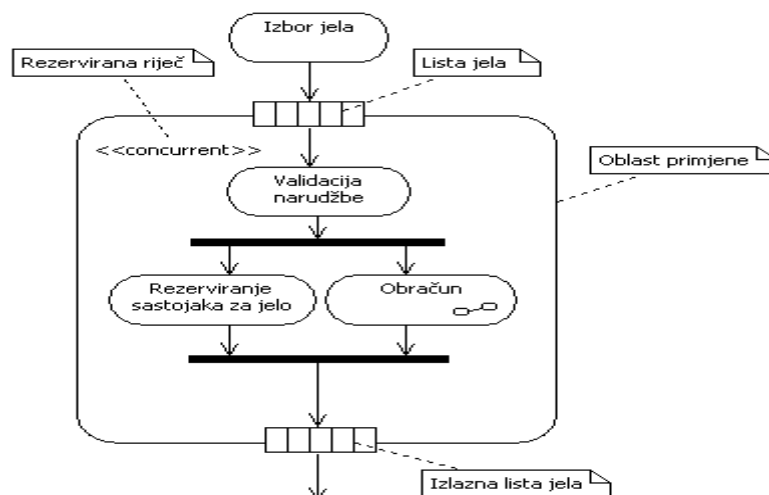 Izbor jela
Rezervirana riječ
Lista jela
<<concurrent>>
Oblast primjene
Validacija
narudžbe
Rezerviranje
sastojaka za jelo
Obračun
Izlazna lista jela